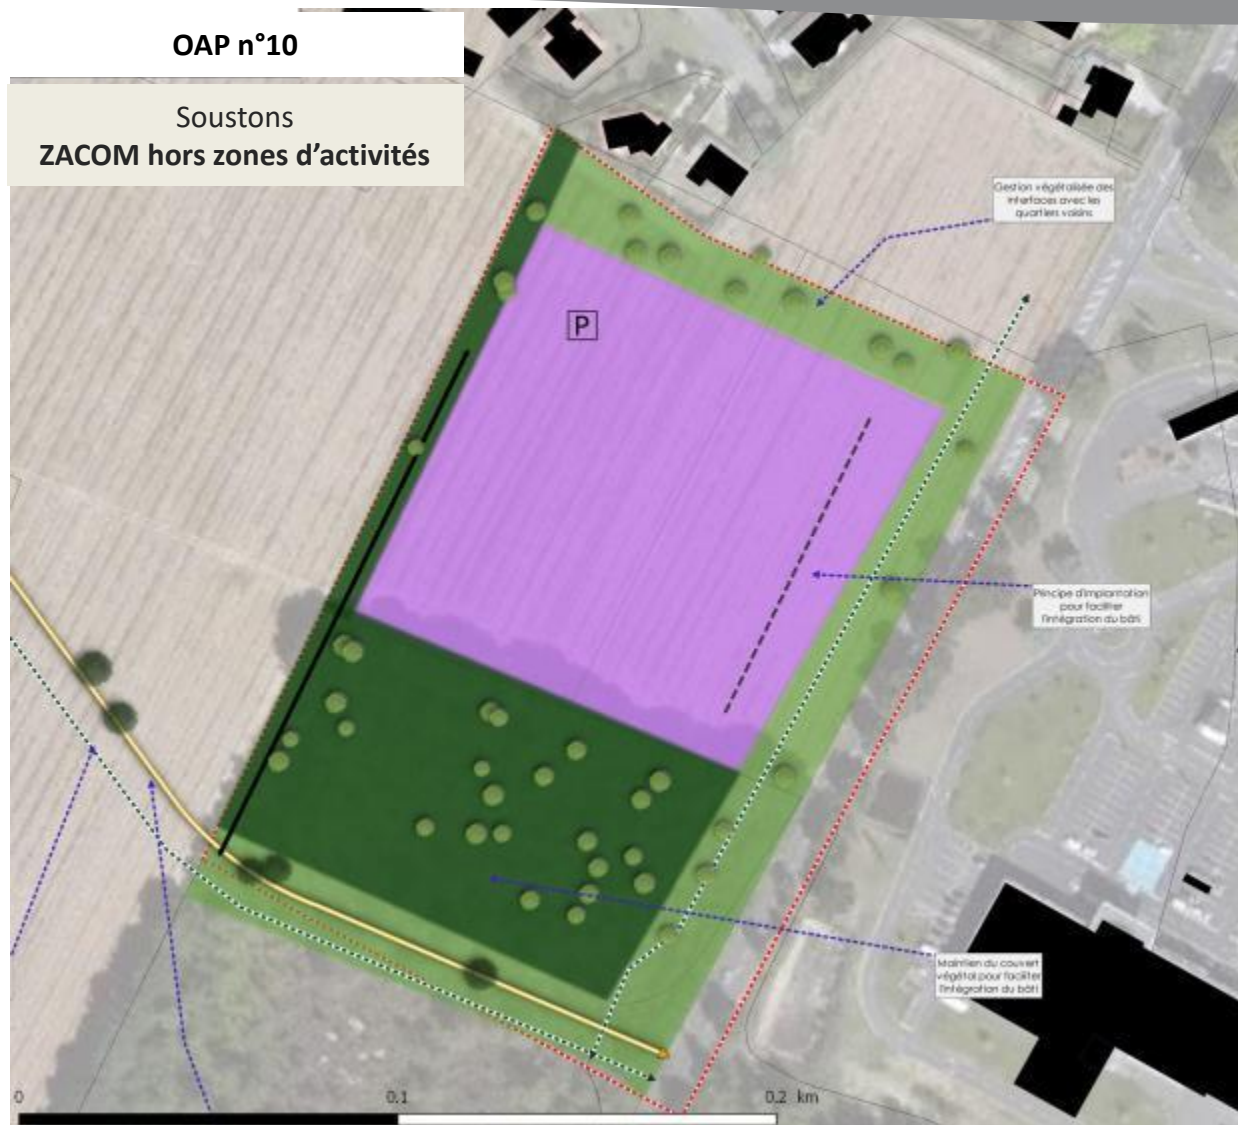 OAP n°10
Soustons
ZACOM hors zones d'activités
Gestion végétalisée des
interfaces avec les
quartiers voisins
P
Principe d'implantation
pour faciliter
l'intégration du bâti
Maintien du couvert
végétal pour faciliter
l'intégration du bâti
0 0.1 0.2 km